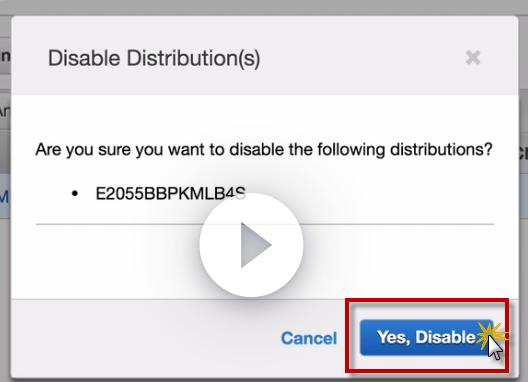 Disable Distribution(s)
Are you sure you want to disable the following distributions?
• E2055BBPKMLB4S
Cancel
Yes, Disable